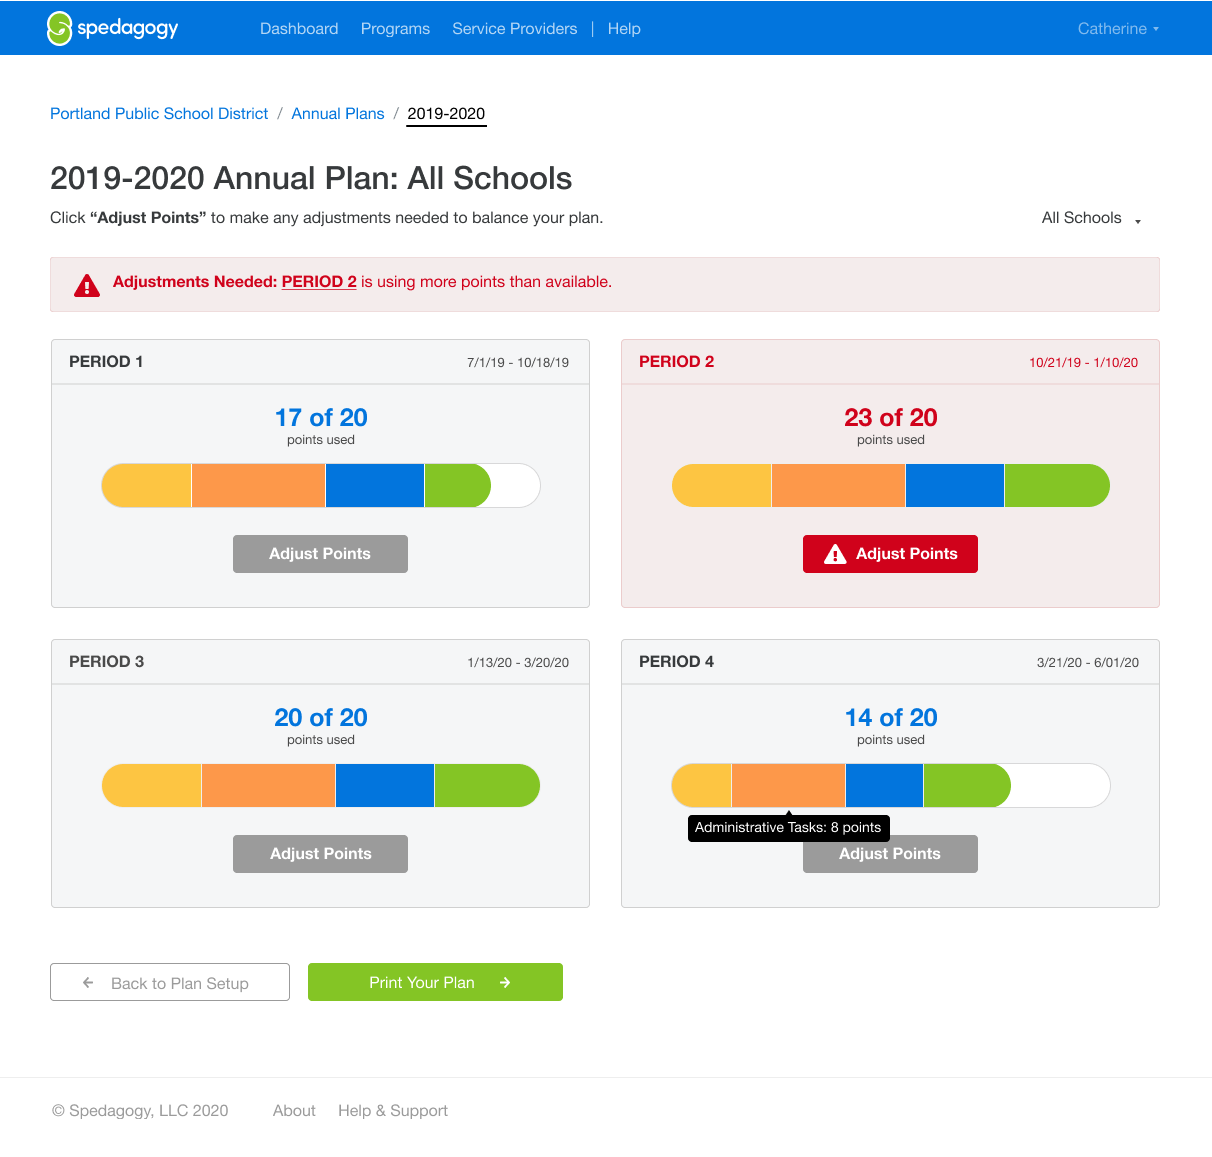 spedagogy
Dashboard Programs Service Providers | Help
Catherine
Portland Public School District / Annual Plans / 2019-2020
2019-2020 Annual Plan: All Schools
Click “Adjust Points” to make any adjustments needed to balance your plan.
All Schools
Adjustments Needed: PERIOD 2 is using more points than available.
PERIOD 1
7/1/19 - 10/18/19
17 of 20
points used
Adjust Points
PERIOD 2
10/21/19 - 1/10/20
23 of 20
points used
Adjust Points
PERIOD 3
1/13/20 - 3/20/20
20 of 20
points used
Adjust Points
PERIOD 4
3/21/20 - 6/01/20
14 of 20
points used
Administrative Tasks: 8 points
Adjust Points
Back to Plan Setup
Print Your Plan
© Spedagogy, LLC 2020
About
Help & Support